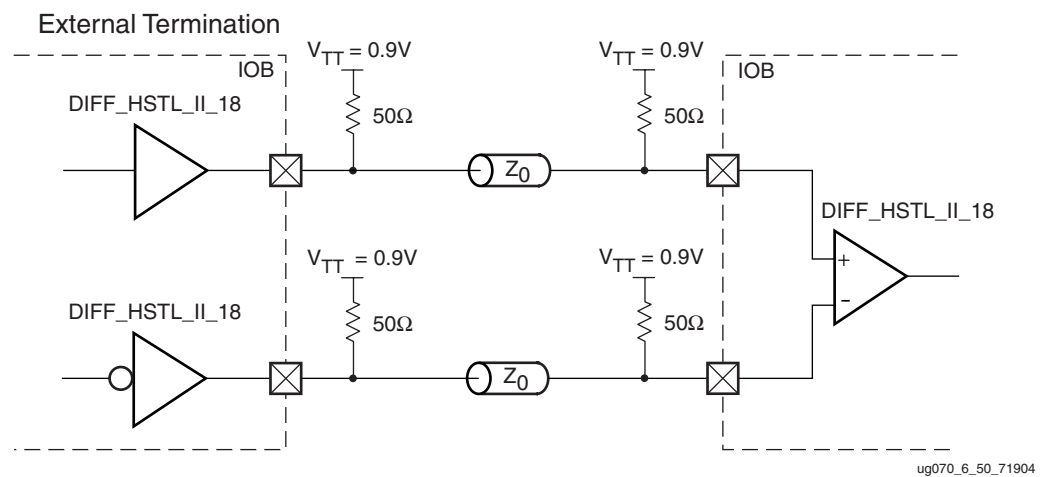 External Termination
IOB
V_TT = 0.9V
V_TT = 0.9V
IOB
DIFF_HSTL_II_18
50Ω
50Ω
Z_0
DIFF_HSTL_II_18
+
–
V_TT = 0.9V
V_TT = 0.9V
DIFF_HSTL_II_18
50Ω
50Ω
Z_0
ug070_6_50_71904